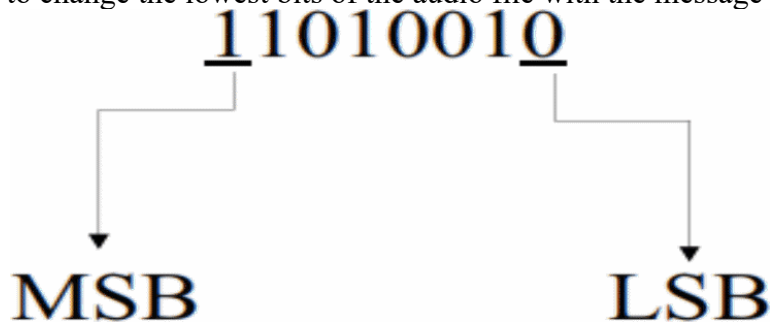 to change the lowest bits of the audio file with the message
11010010
MSB LSB